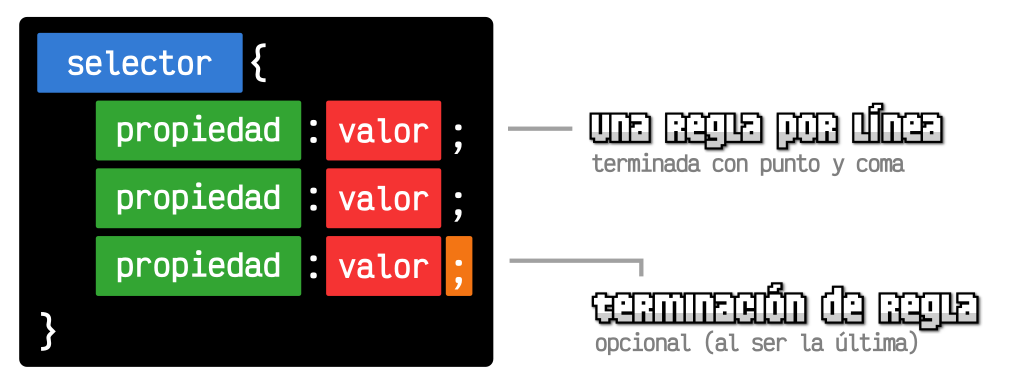 selector {
propiedad : valor ;
propiedad : valor ;
propiedad : valor ;
}
una regla por línea
terminada con punto y coma
terminación de regla
opcional (al ser la última)